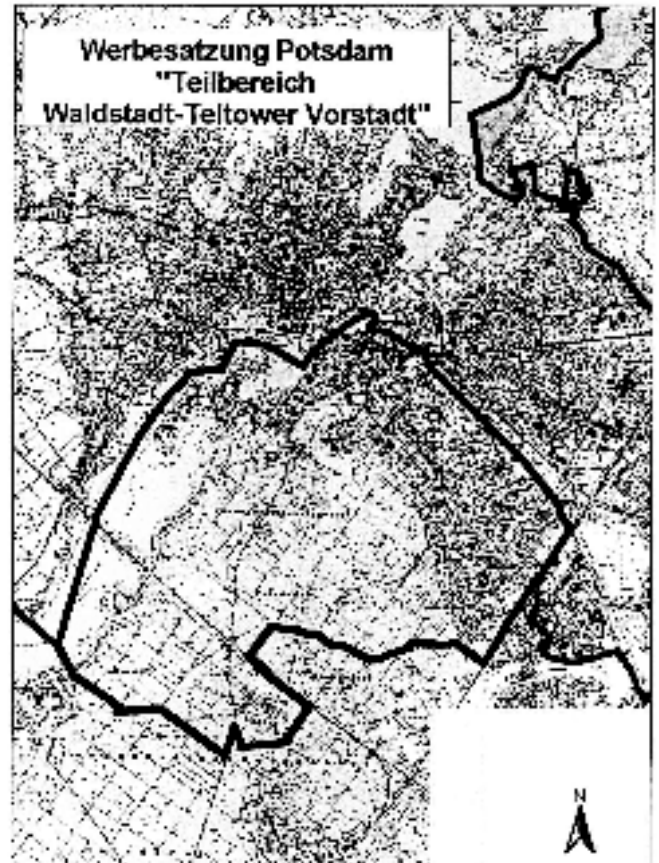 Werbesatzung Potsdam
"Teilbereich
Waldstadt-Teltower Vorstadt"
N